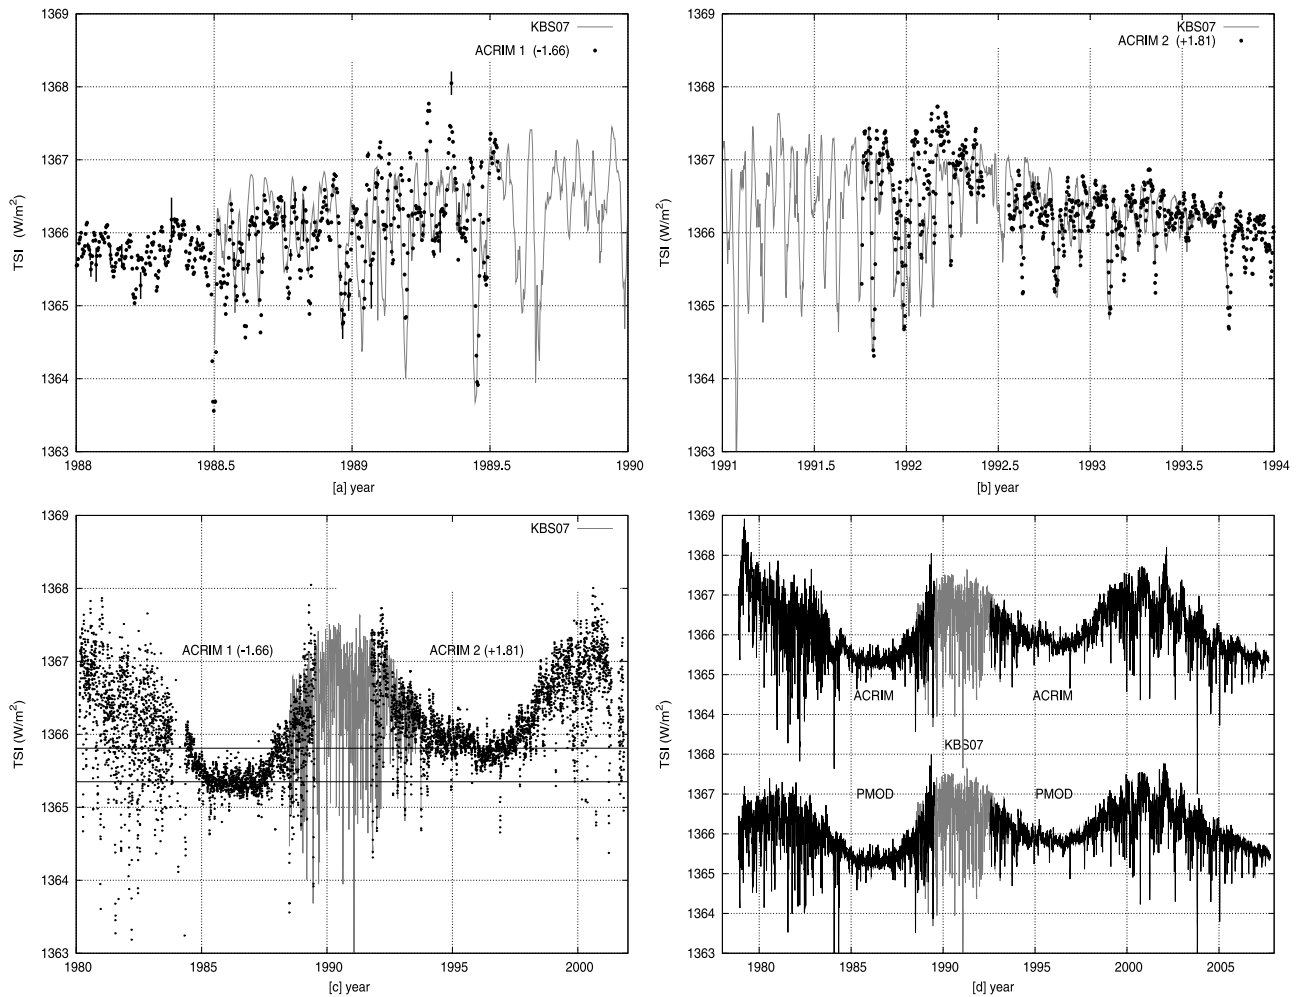 KBS07
ACRIM 1 (-1.66)
TSI (W/m²)
1369
1368
1367
1366
1365
1364
1363
1988
1988.5
1989
1989.5
1990
[a] year
KBS07
ACRIM 2 (+1.81)
TSI (W/m²)
1369
1368
1367
1366
1365
1364
1363
1991
1991.5
1992
1992.5
1993
1993.5
1994
[b] year
KBS07
ACRIM 1 (-1.66)
ACRIM 2 (+1.81)
TSI (W/m²)
1369
1368
1367
1366
1365
1364
1363
1980
1985
1990
1995
2000
[c] year
TSI (W/m²)
1369
1368
1367
1366
1365
1364
1368
1367
1366
1365
1364
1363
ACRIM
ACRIM
KBS07
PMOD
PMOD
1980
1985
1990
1995
2000
2005
[d] year